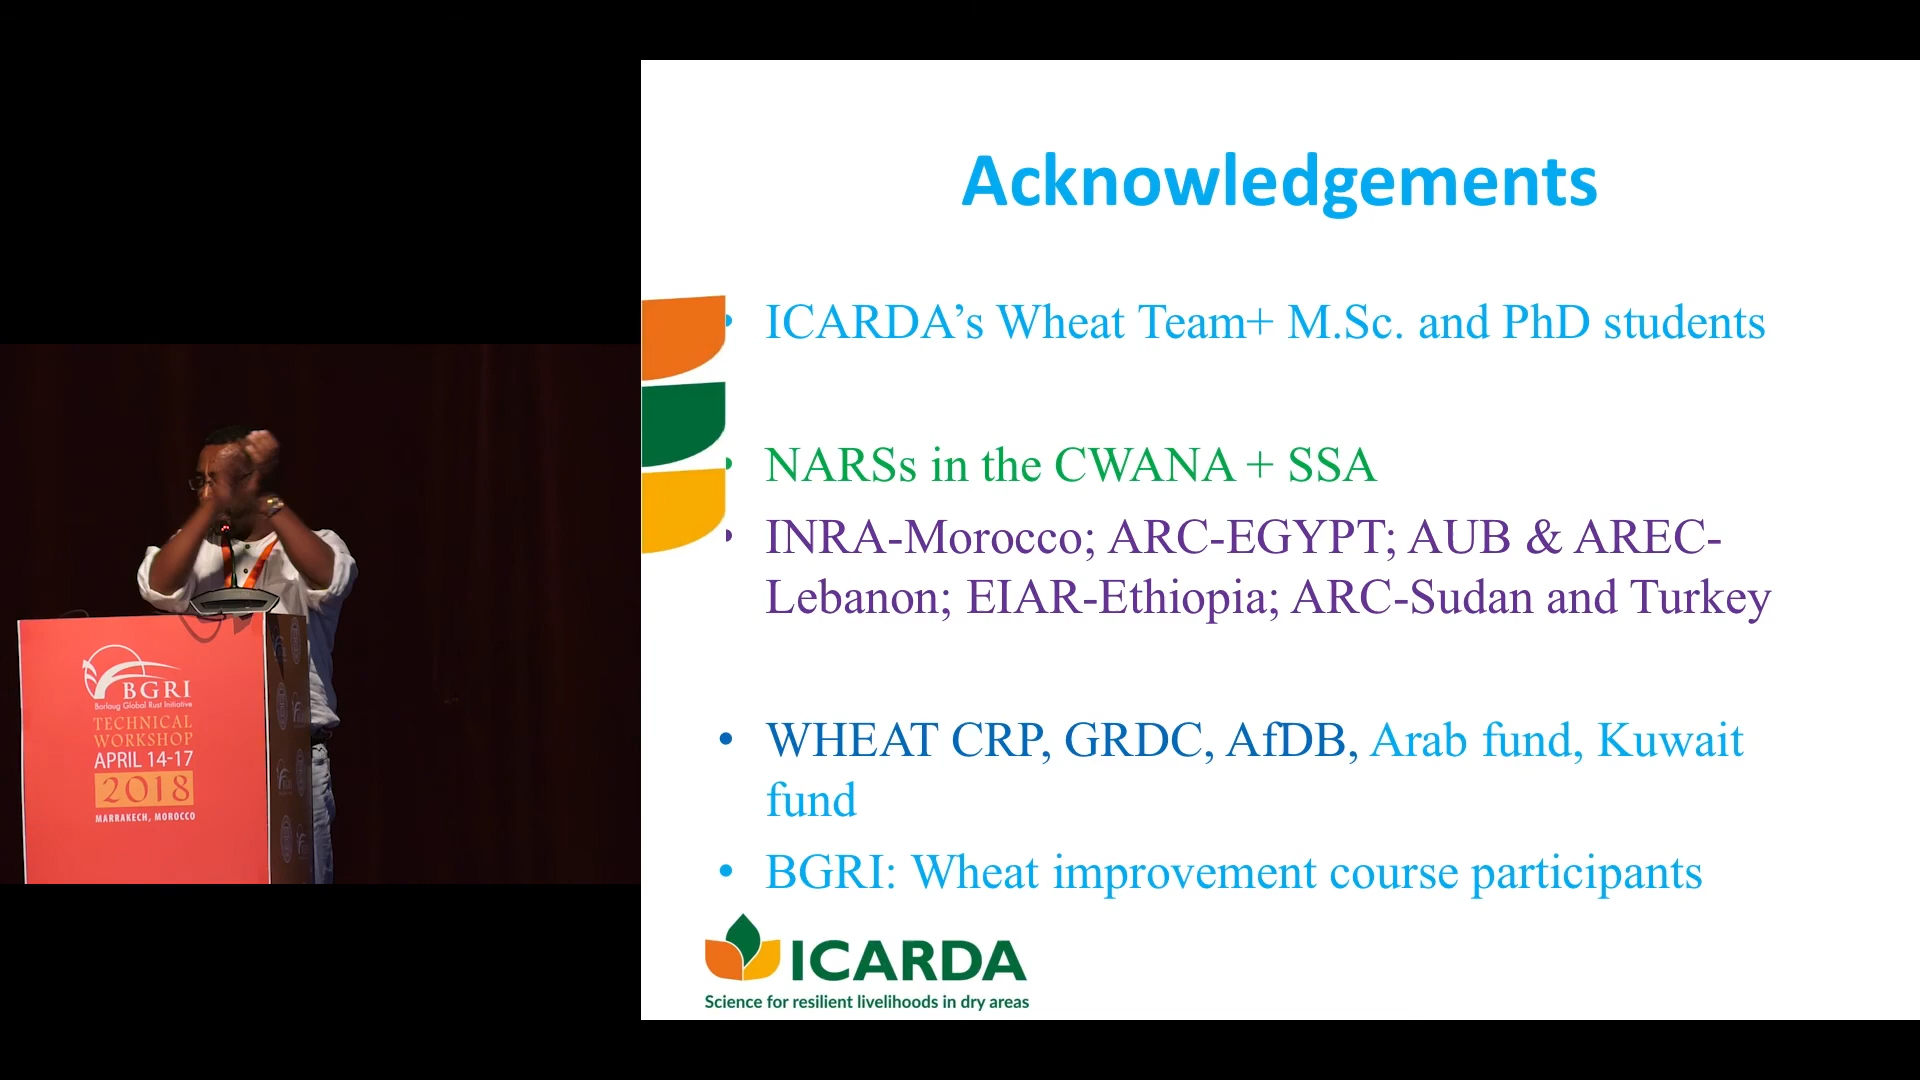 Acknowledgements
• ICARDA’s Wheat Team+ M.Sc. and PhD students
• NARSs in the CWANA + SSA
• INRA-Morocco; ARC-EGYPT; AUB & AREC-
Lebanon; EIAR-Ethiopia; ARC-Sudan and Turkey
• WHEAT CRP, GRDC, AfDB, Arab fund, Kuwait
fund
• BGRI: Wheat improvement course participants
ICARDA
Science for resilient livelihoods in dry areas
BGRI
Borlaug Global Rust Initiative
TECHNICAL
WORKSHOP
APRIL 14-17
2018
MARRAKECH, MOROCCO